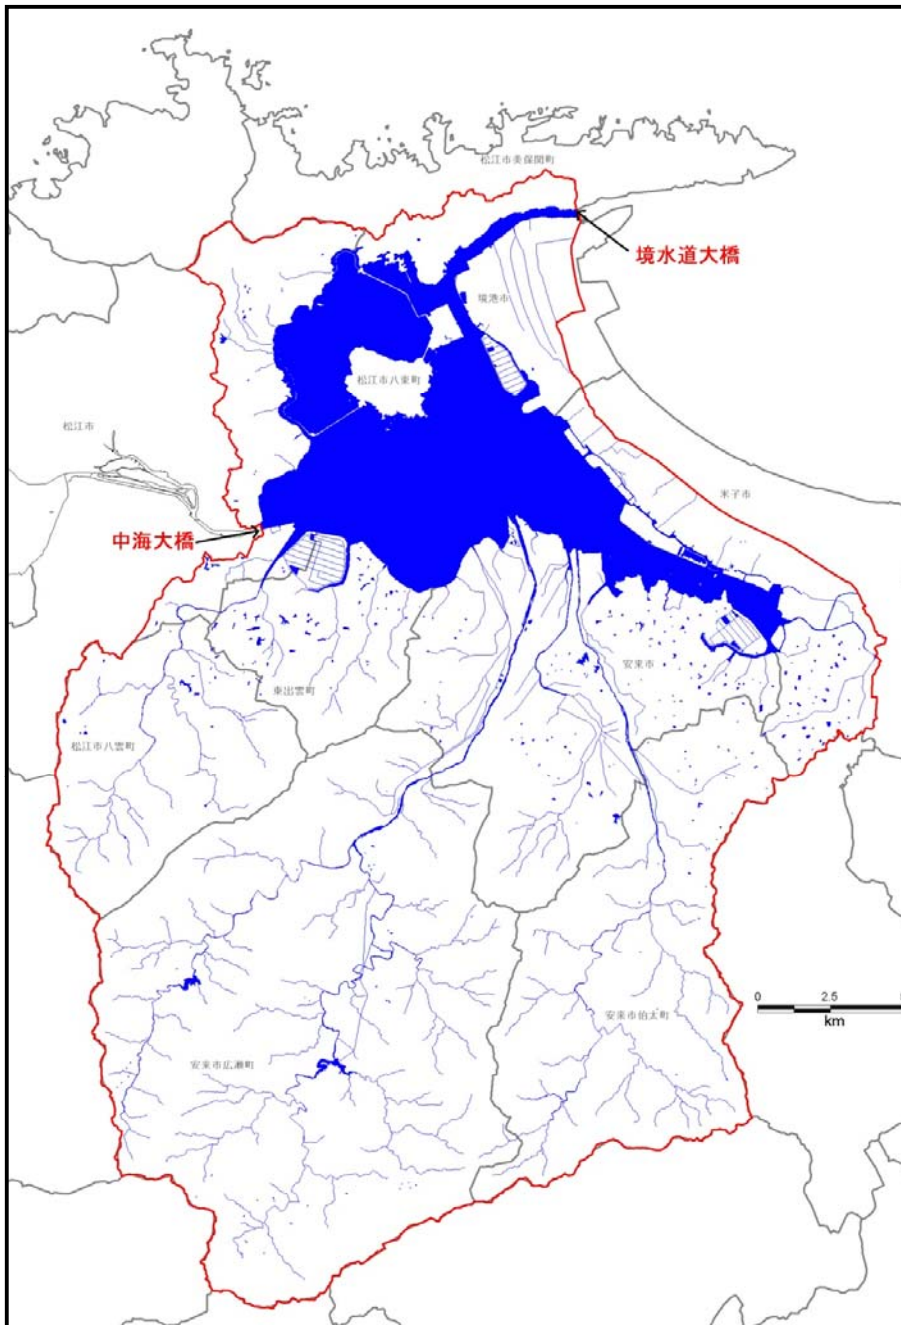 松江市美保関町
境水道大橋
境港市
松江市八束町
松江市
米子市
中海大橋
安来市
東出雲町
松江市八雲町
0 2.5
km
安来市伯太町
安来市広瀬町